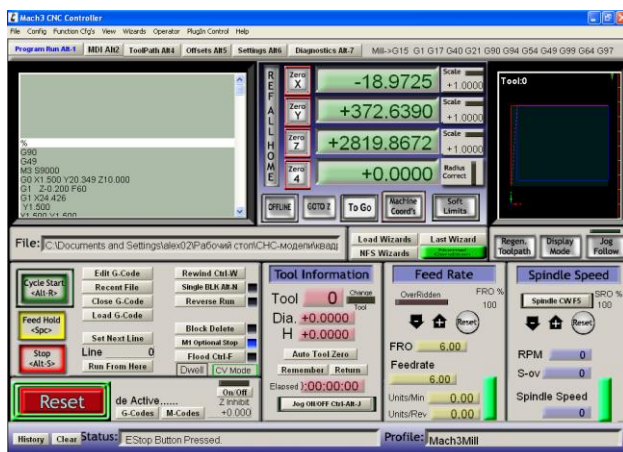 Mach3 CNC Controller
File Config Function Cfg's View Wizards Operator PlugIn Control Help
Program Run Alt-1 MDI Alt2 ToolPath Alt4 Offsets Alt5 Settings Alt6 Diagnostics Alt-7 Mill->G15 G1 G17 G40 G21 G90 G94 G54 G49 G99 G64 G97
%
G90
G49
M3 S9000
G0 X1.500 Y20.349 Z10.000
G1 Z-0.200 F60
G1 X24.426
Y1.500
X1.500 Y1.500
REF ALL HOME
Zero X -18.9725 Scale +1.0000
Zero Y +372.6390 Scale +1.0000
Zero Z +2819.8672 Scale +1.0000
Zero 4 +0.0000 Radius Correct
OFFLINE GOTO Z To Go Machine Coord's Soft Limits
Tool:0
File: C:\Documents and Settings\alex02\Рабочий стол\СНС-модели\квад
Load Wizards Last Wizard
NFS Wizards
Regen. Toolpath Display Mode Jog Follow
Cycle Start <Alt-R>
Feed Hold <Spc>
Stop <Alt-S>
Edit G-Code Rewind Ctrl-W
Recent File Single BLK Alt-N
Close G-Code Reverse Run
Load G-Code
Block Delete
Set Next Line M1 Optional Stop
Line 0 Flood Ctrl-F
Run From Here Dwell CV Mode
Reset
de Active......
G-Codes M-Codes
On/Off
Z Inhibit
+0.000
Tool Information
Tool 0 Change Tool
Dia. +0.0000
H +0.0000
Auto Tool Zero
Remember Return
Elapsed 00:00:00
Jog ON/OFF Ctrl-Alt-J
Feed Rate
OverRidden FRO % 100
Reset
FRO 6.00
Feedrate
6.00
Units/Min 0.00
Units/Rev 0.00
Spindle Speed
Spindle CW F5 SRO % 100
Reset
RPM 0
S-ov 0
Spindle Speed
0
History Clear Status: EStop Button Pressed. Profile: Mach3Mill